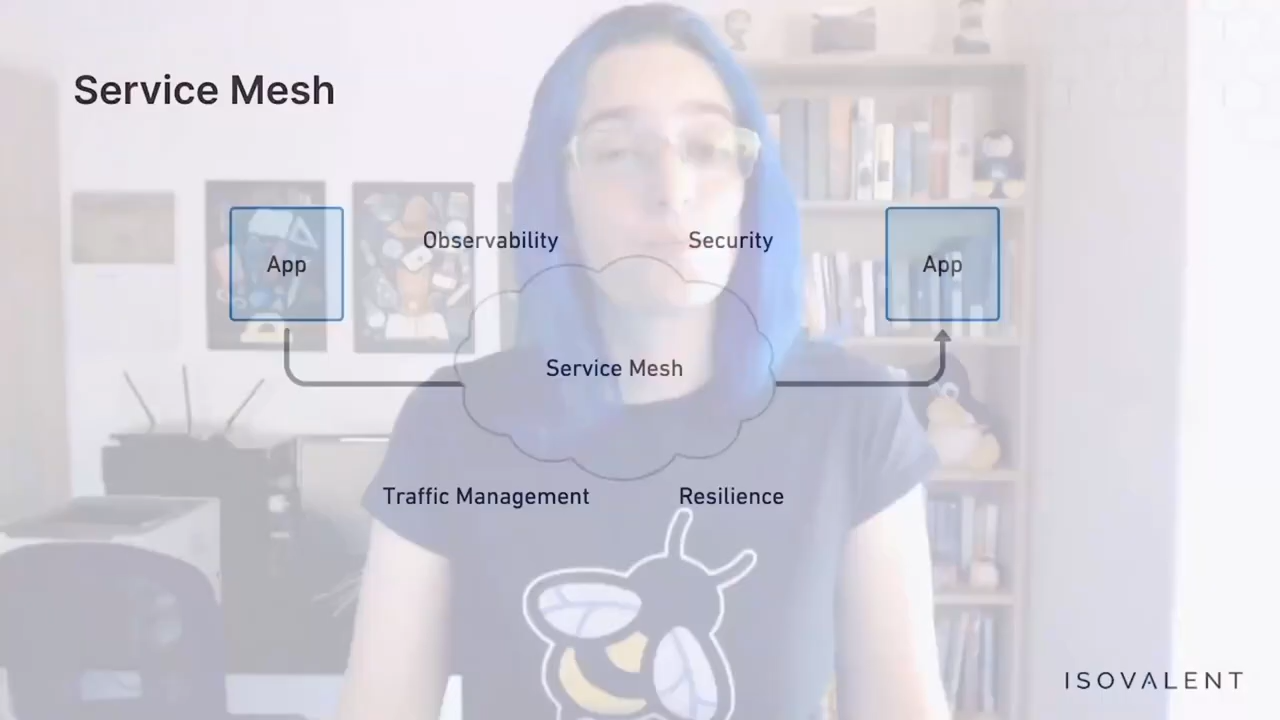 Service Mesh
Observability
Security
App
App
Service Mesh
Traffic Management
Resilience
ISOVALENT